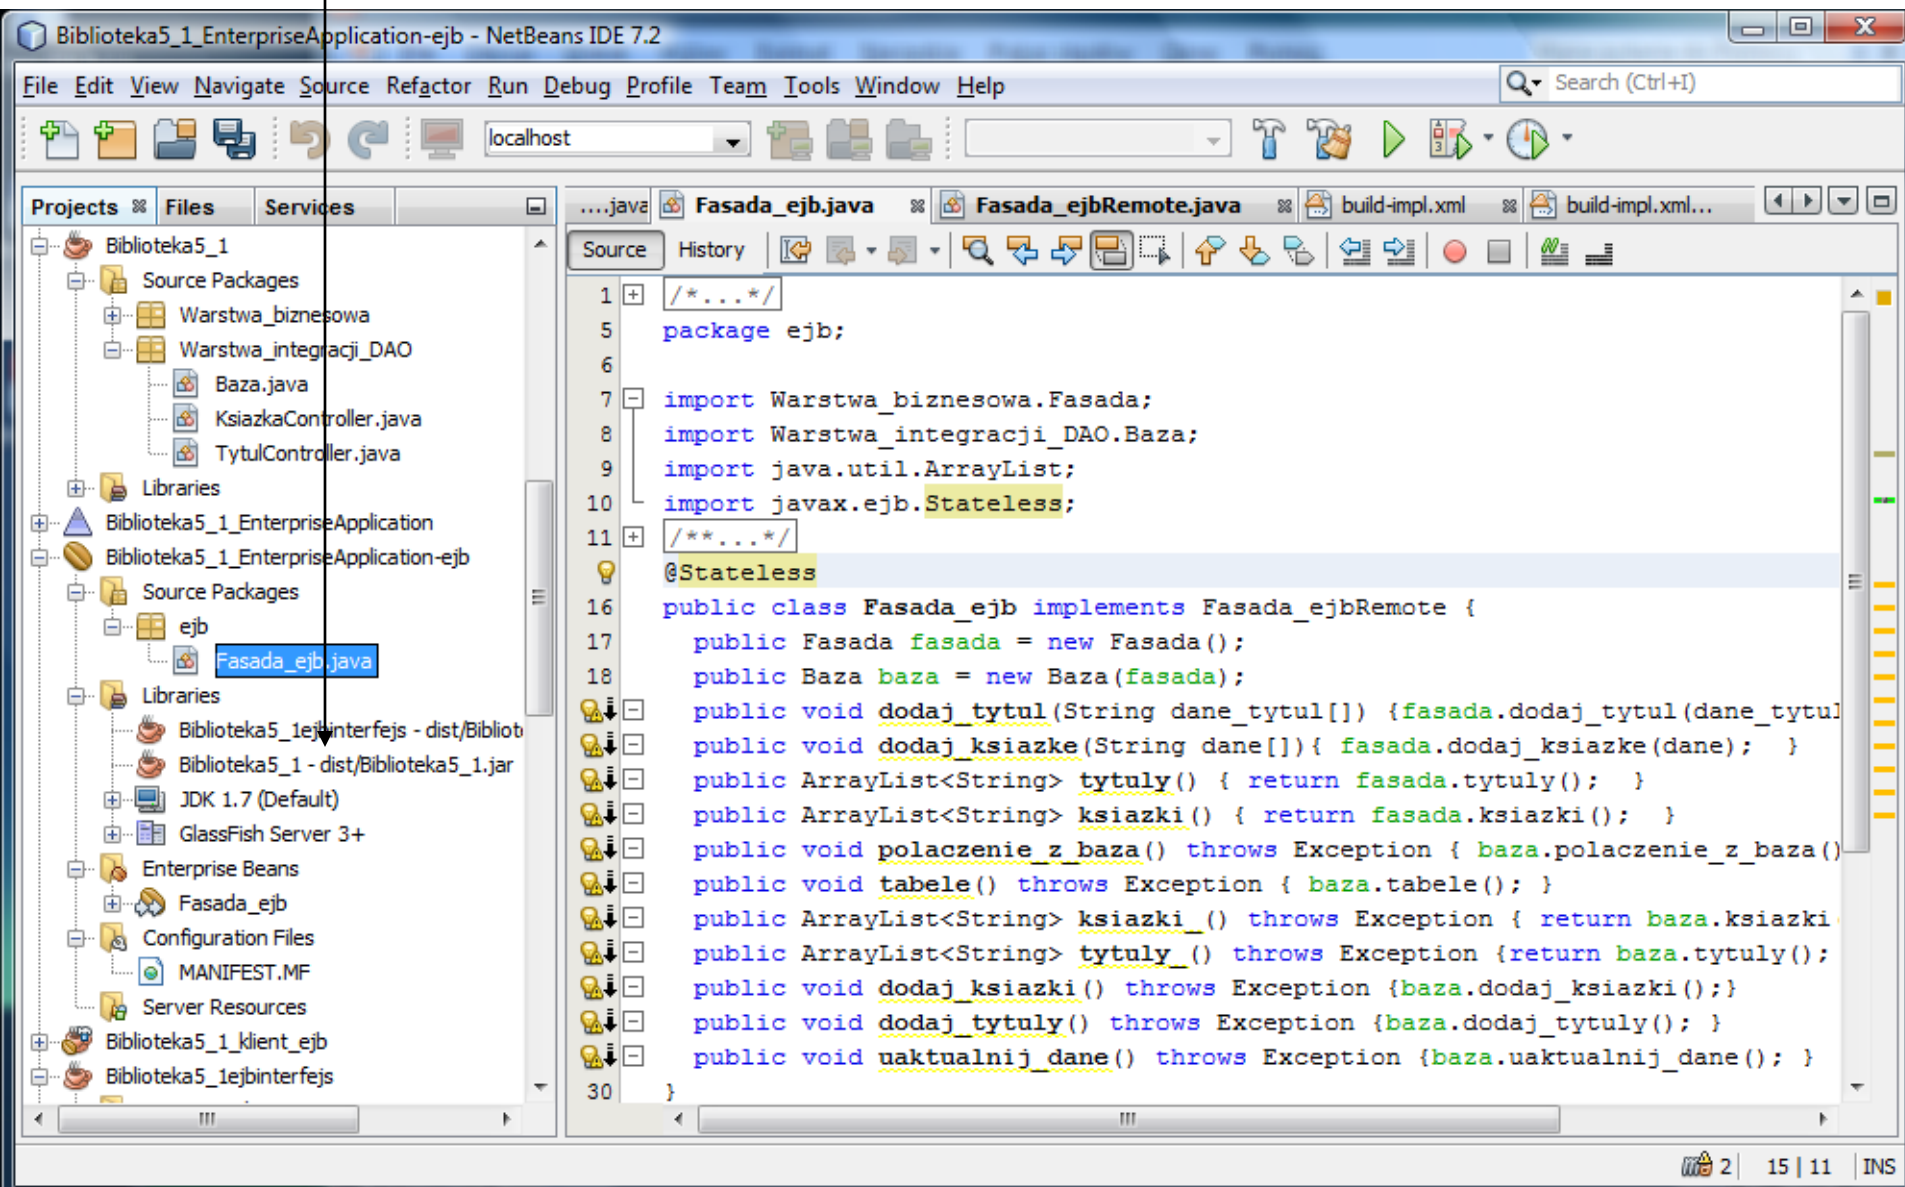 Biblioteka5_1_EnterpriseApplication-ejb - NetBeans IDE 7.2
File Edit View Navigate Source Refactor Run Debug Profile Team Tools Window Help
Search (Ctrl+I)
localhost
Projects Files Services
....java Fasada_ejb.java Fasada_ejbRemote.java build-impl.xml build-impl.xml...
Source History
Biblioteka5_1
Source Packages
Warstwa_biznesowa
Warstwa_integracji_DAO
Baza.java
KsiazkaController.java
TytulController.java
Libraries
Biblioteka5_1_EnterpriseApplication
Biblioteka5_1_EnterpriseApplication-ejb
Source Packages
ejb
Fasada_ejb.java
Libraries
Biblioteka5_1ejbinterfejs - dist/Bibliot
Biblioteka5_1 - dist/Biblioteka5_1.jar
JDK 1.7 (Default)
GlassFish Server 3+
Enterprise Beans
Fasada_ejb
Configuration Files
MANIFEST.MF
Server Resources
Biblioteka5_1_klient_ejb
Biblioteka5_1ejbinterfejs
1 /*...*/
5 package ejb;
6
7 import Warstwa_biznesowa.Fasada;
8 import Warstwa_integracji_DAO.Baza;
9 import java.util.ArrayList;
10 import javax.ejb.Stateless;
11 /**...*/
@Stateless
16 public class Fasada_ejb implements Fasada_ejbRemote {
17 public Fasada fasada = new Fasada();
18 public Baza baza = new Baza(fasada);
public void dodaj_tytul(String dane_tytul[]) {fasada.dodaj_tytul(dane_tytul
public void dodaj_ksiazke(String dane[]){ fasada.dodaj_ksiazke(dane); }
public ArrayList<String> tytuly() { return fasada.tytuly(); }
public ArrayList<String> ksiazki() { return fasada.ksiazki(); }
public void polaczenie_z_baza() throws Exception { baza.polaczenie_z_baza()
public void tabele() throws Exception { baza.tabele(); }
public ArrayList<String> ksiazki_() throws Exception { return baza.ksiazki
public ArrayList<String> tytuly_() throws Exception {return baza.tytuly();
public void dodaj_ksiazki() throws Exception {baza.dodaj_ksiazki();}
public void dodaj_tytuly() throws Exception {baza.dodaj_tytuly(); }
public void uaktualnij_dane() throws Exception {baza.uaktualnij_dane(); }
30 }
2 15 | 11 INS